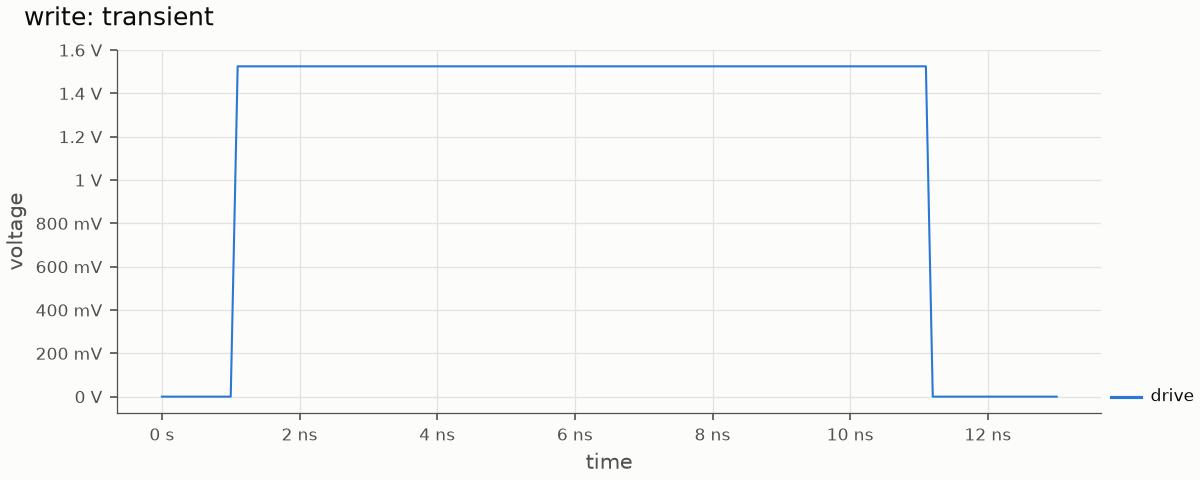 write: transient
voltage
1.6 V
1.4 V
1.2 V
1 V
800 mV
600 mV
400 mV
200 mV
0 V
0 s 2 ns 4 ns 6 ns 8 ns 10 ns 12 ns
time
drive